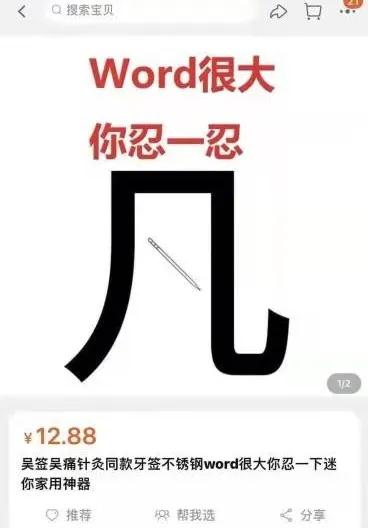 搜索宝贝
21
Word很大
你忍一忍
凡
1/2
¥12.88
吴签吴痛针灸同款牙签不锈钢word很大你忍一下迷
你家用神器
推荐
帮我选
分享